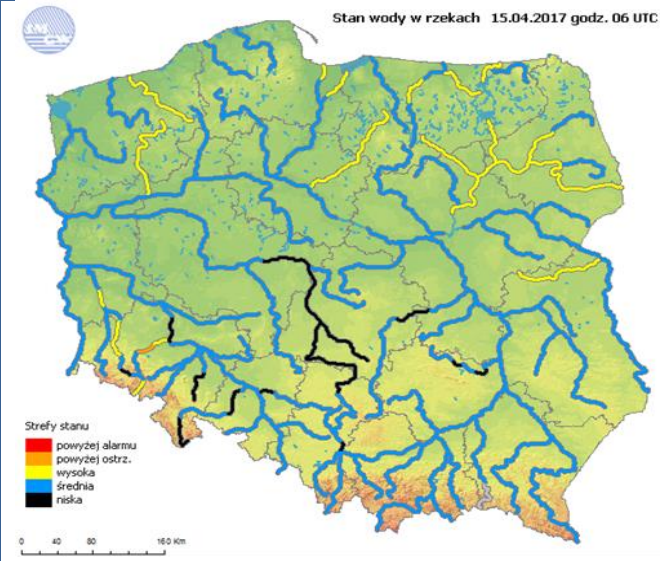 Stan wody w rzekach 15.04.2017 godz. 06 UTC
Strefy stanu
powyżej alarmu
powyżej ostrz.
wysoka
średnia
niska
0 40 80 160 Km